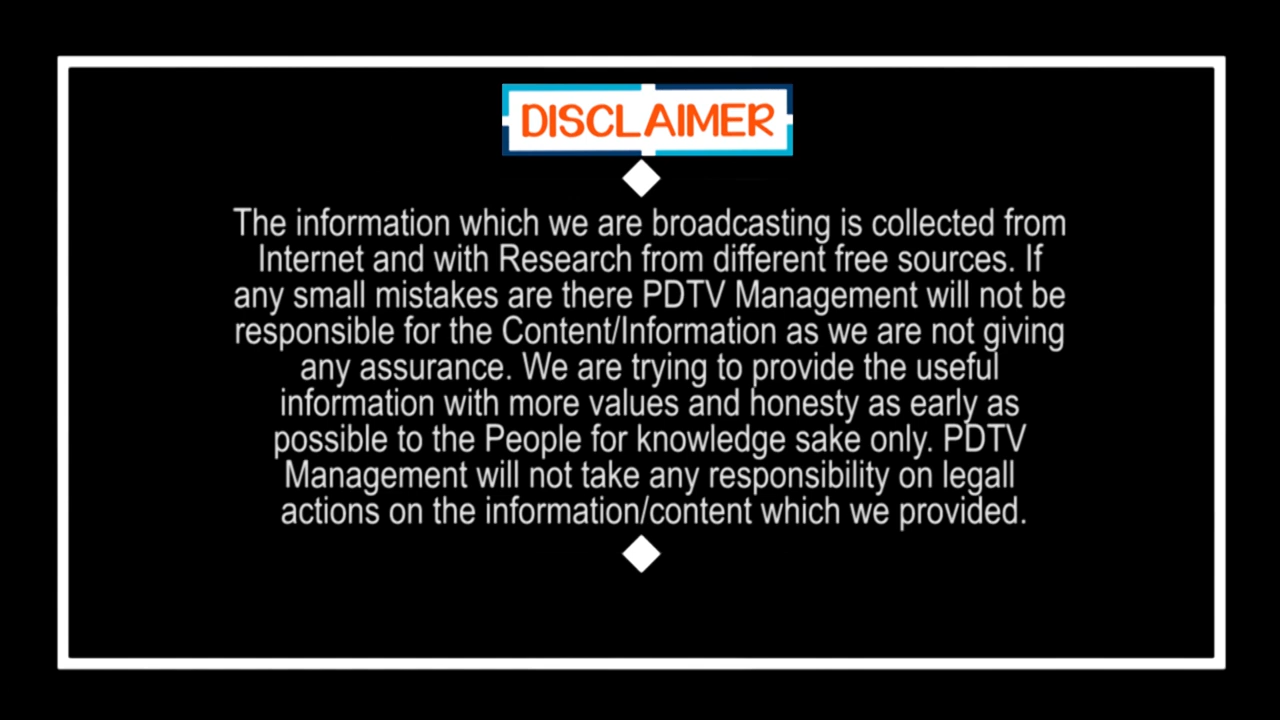 DISCLAIMER
The information which we are broadcasting is collected from
Internet and with Research from different free sources. If
any small mistakes are there PDTV Management will not be
responsible for the Content/Information as we are not giving
any assurance. We are trying to provide the useful
information with more values and honesty as early as
possible to the People for knowledge sake only. PDTV
Management will not take any responsibility on legall
actions on the information/content which we provided.